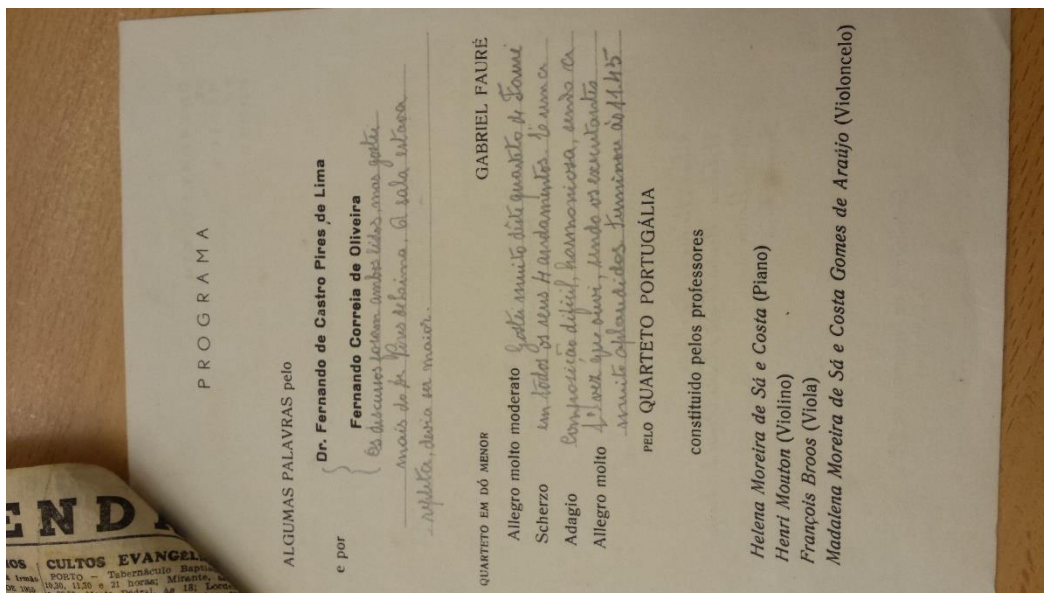 PROGRAMA
ALGUMAS PALAVRAS pelo
Dr. Fernando de Castro Pires de Lima
e por
Fernando Correia de Oliveira
Os discursos foram ambos lidos, mas gostei
mais do do Pires de Lima. A sala estava
repleta, devia ser maior.
QUARTETO EM DÓ MENOR GABRIEL FAURÉ
Allegro molto moderato Gostei muito deste quarteto de Fauré
Scherzo em todos os seus 4 andamentos. É uma
Adagio composição difícil, harmoniosa, sendo a
Allegro molto 1ª vez que ouvi, sendo os executantes
muito aplaudidos. Terminou às 11.45
PELO QUARTETO PORTUGÁLIA
constituido pelos professores
Helena Moreira de Sá e Costa (Piano)
Henri Mouton (Violino)
François Broos (Viola)
Madalena Moreira de Sá e Costa Gomes de Araújo (Violoncelo)
END
CULTOS EVANGEL
PORTO — Tabernáculo
e 21 horas; Mirante,